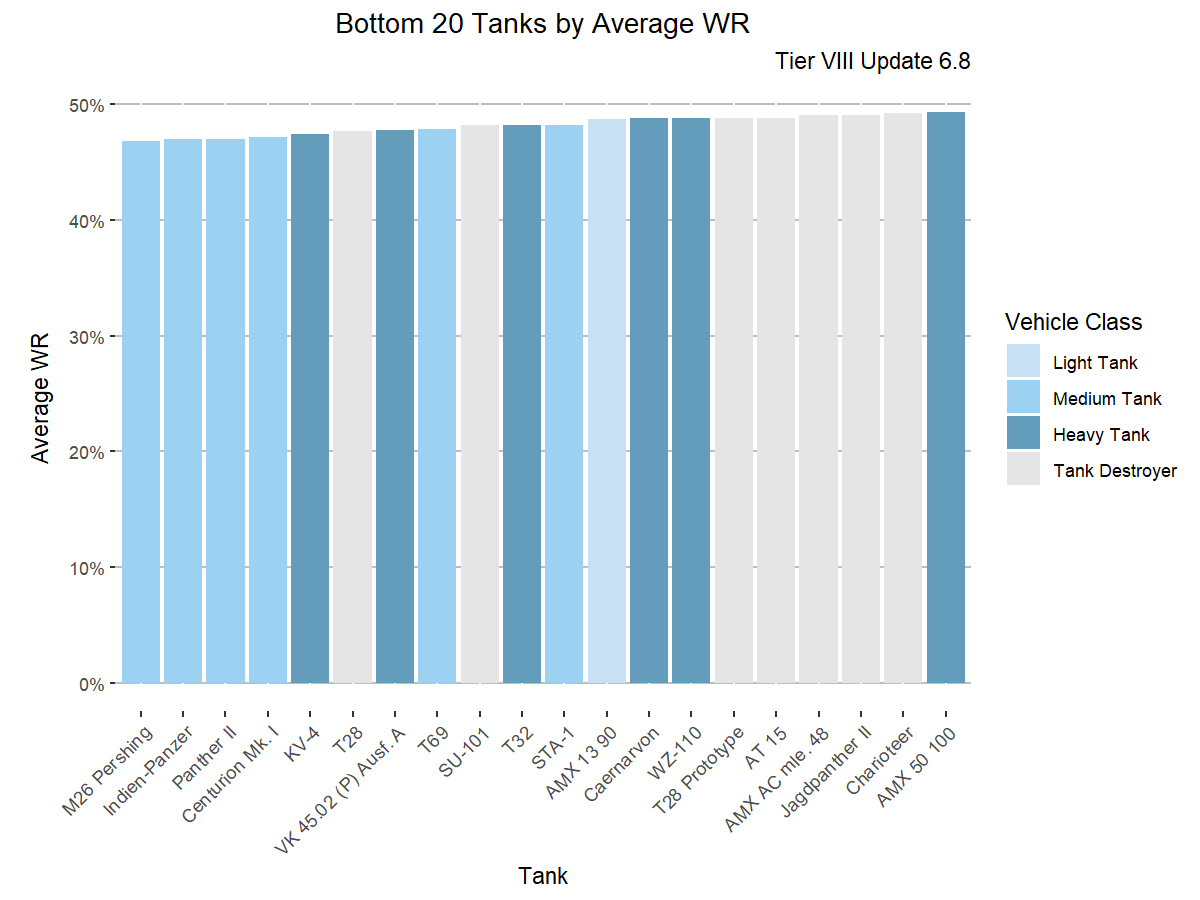 Bottom 20 Tanks by Average WR
Tier VIII Update 6.8
50%
40%
30%
20%
10%
0%
Average WR
M26 Pershing
Indien-Panzer
Panther II
Centurion Mk. I
KV-4
T28
VK 45.02 (P) Ausf. A
T69
SU-101
T32
STA-1
AMX 13 90
Caernarvon
WZ-110
T28 Prototype
AT 15
AMX AC mle. 48
Jagdpanther II
Charioteer
AMX 50 100
Tank
Vehicle Class
Light Tank
Medium Tank
Heavy Tank
Tank Destroyer